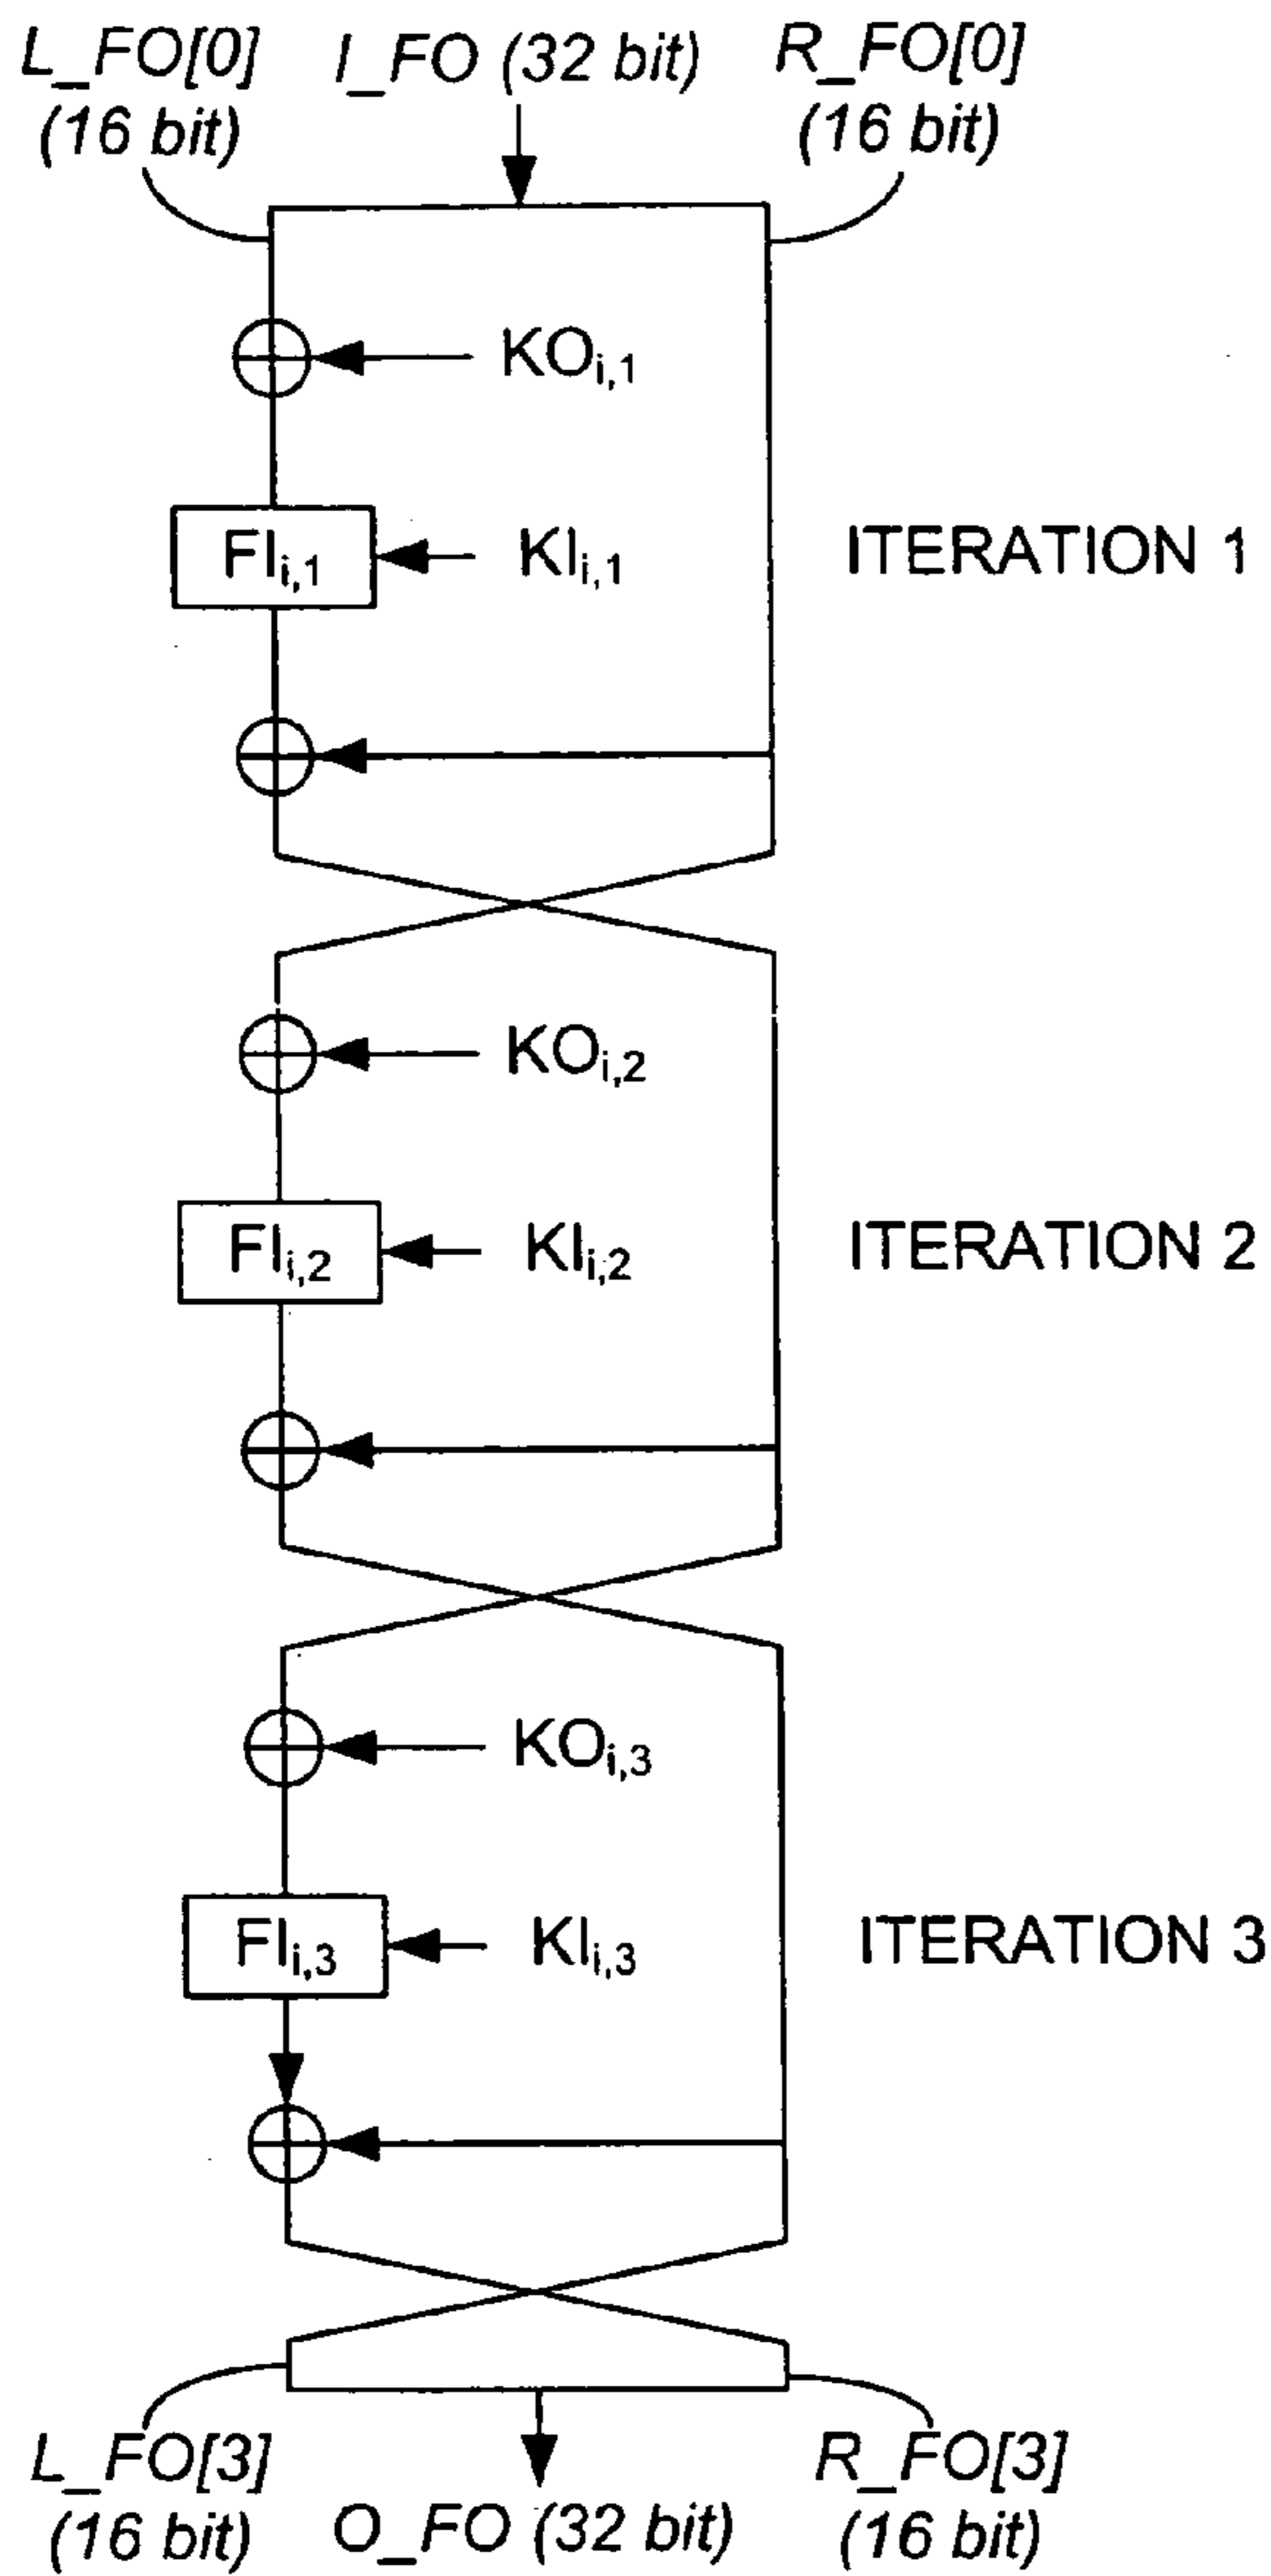 L_FO[0]
(16 bit)
I_FO (32 bit)
R_FO[0]
(16 bit)
KOi,1
FIi,1
KIi,1
ITERATION 1
KOi,2
FIi,2
KIi,2
ITERATION 2
KOi,3
FIi,3
KIi,3
ITERATION 3
L_FO[3]
(16 bit)
O_FO (32 bit)
R_FO[3]
(16 bit)